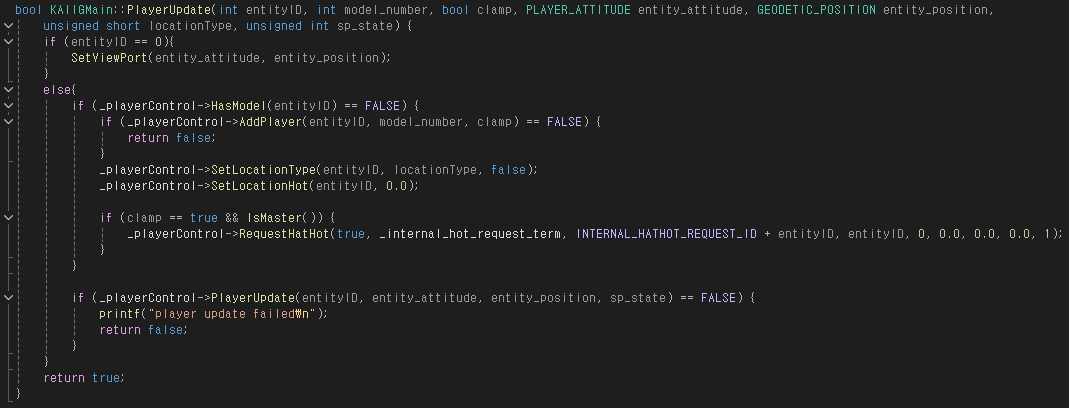 bool KAIIGMain::PlayerUpdate(int entityID, int model_number, bool clamp, PLAYER_ATTITUDE entity_attitude, GEODETIC_POSITION entity_position,
unsigned short locationType, unsigned int sp_state) {
if (entityID == 0){
SetViewPort(entity_attitude, entity_position);
}
else{
if (_playerControl->HasModel(entityID) == FALSE) {
if (_playerControl->AddPlayer(entityID, model_number, clamp) == FALSE) {
return false;
}
_playerControl->SetLocationType(entityID, locationType, false);
_playerControl->SetLocationHot(entityID, 0.0);
if (clamp == true && IsMaster()) {
_playerControl->RequestHatHot(true, _internal_hot_request_term, INTERNAL_HATHOT_REQUEST_ID + entityID, entityID, 0, 0.0, 0.0, 0.0, 1);
}
}
if (_playerControl->PlayerUpdate(entityID, entity_attitude, entity_position, sp_state) == FALSE) {
printf("player update failed₩n");
return false;
}
}
return true;
}